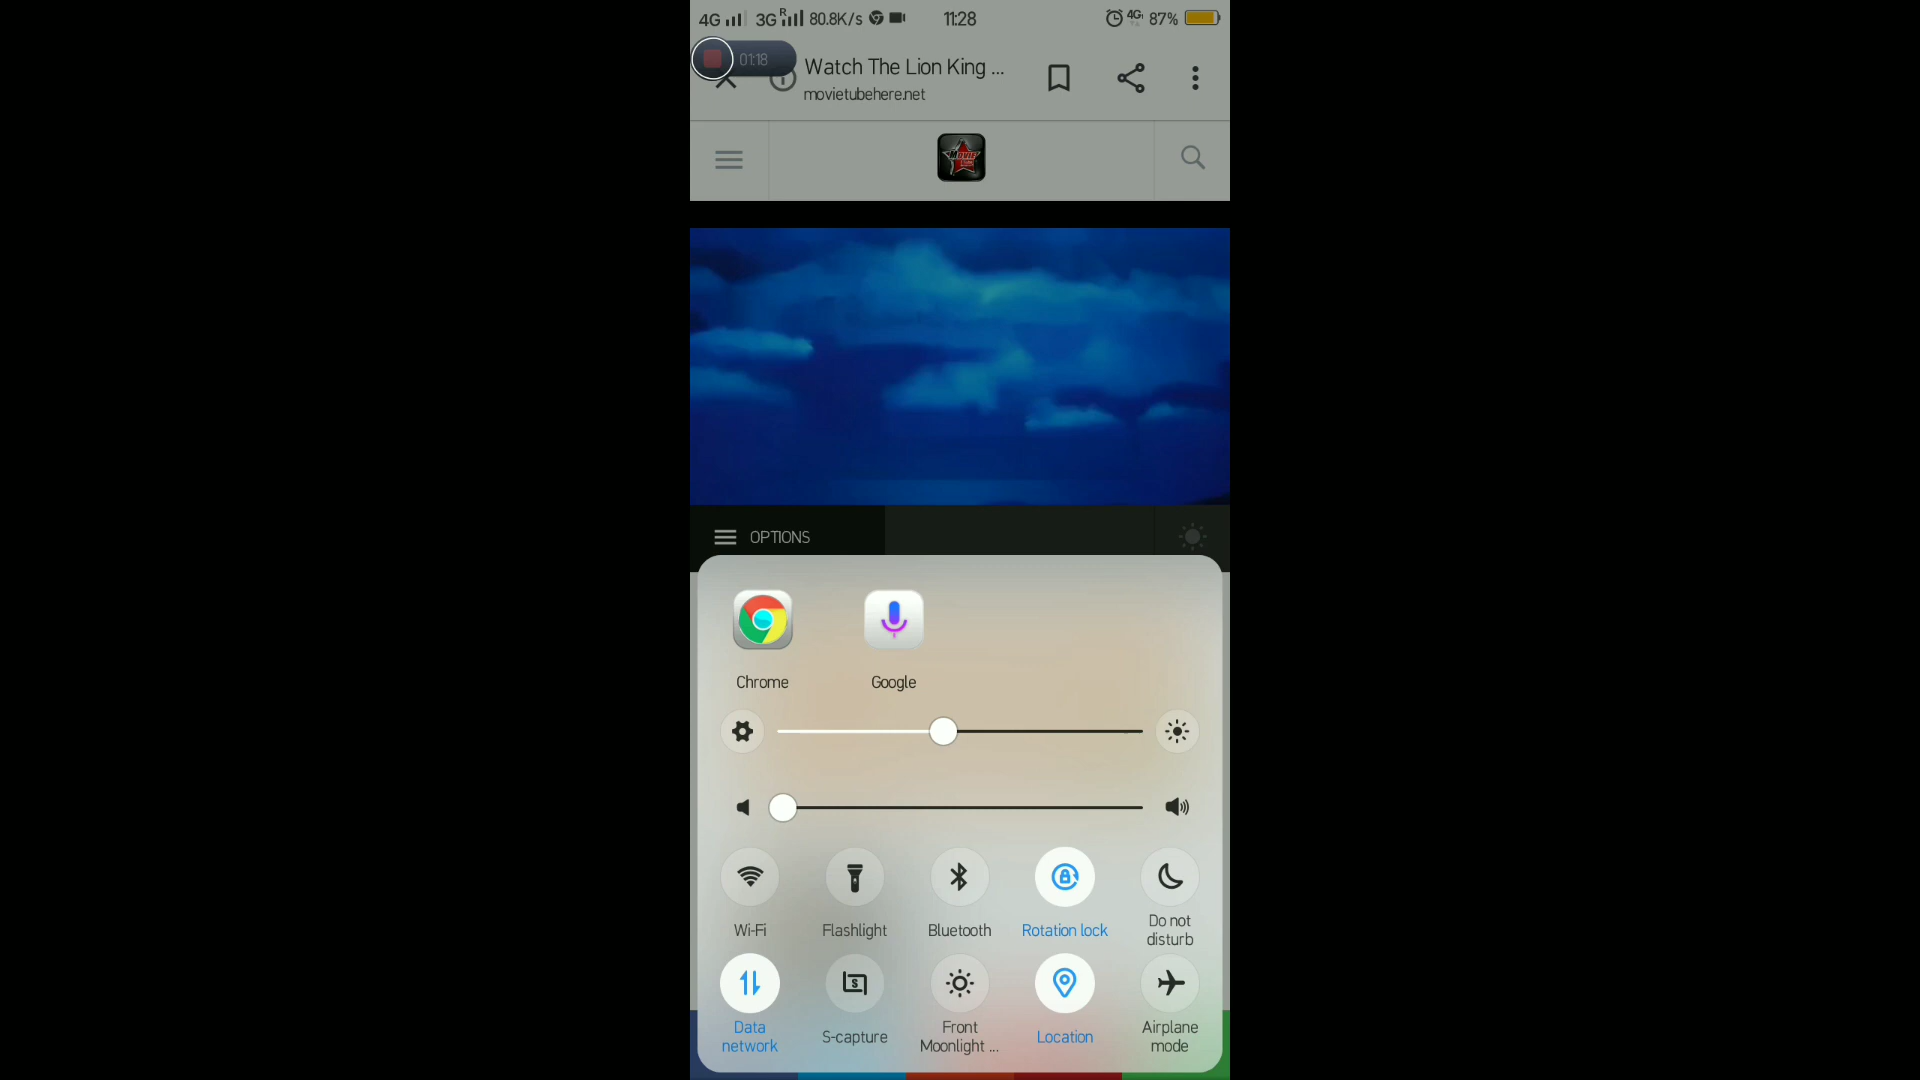 4G 3G R 80.8K/s 11:28 4G 87%
01:18
Watch The Lion King ...
movietubehere.net
MOVIE
OPTIONS
Chrome Google
Wi-Fi Flashlight Bluetooth Rotation lock Do not disturb
S
Data network S-capture Front Moonlight ... Location Airplane mode